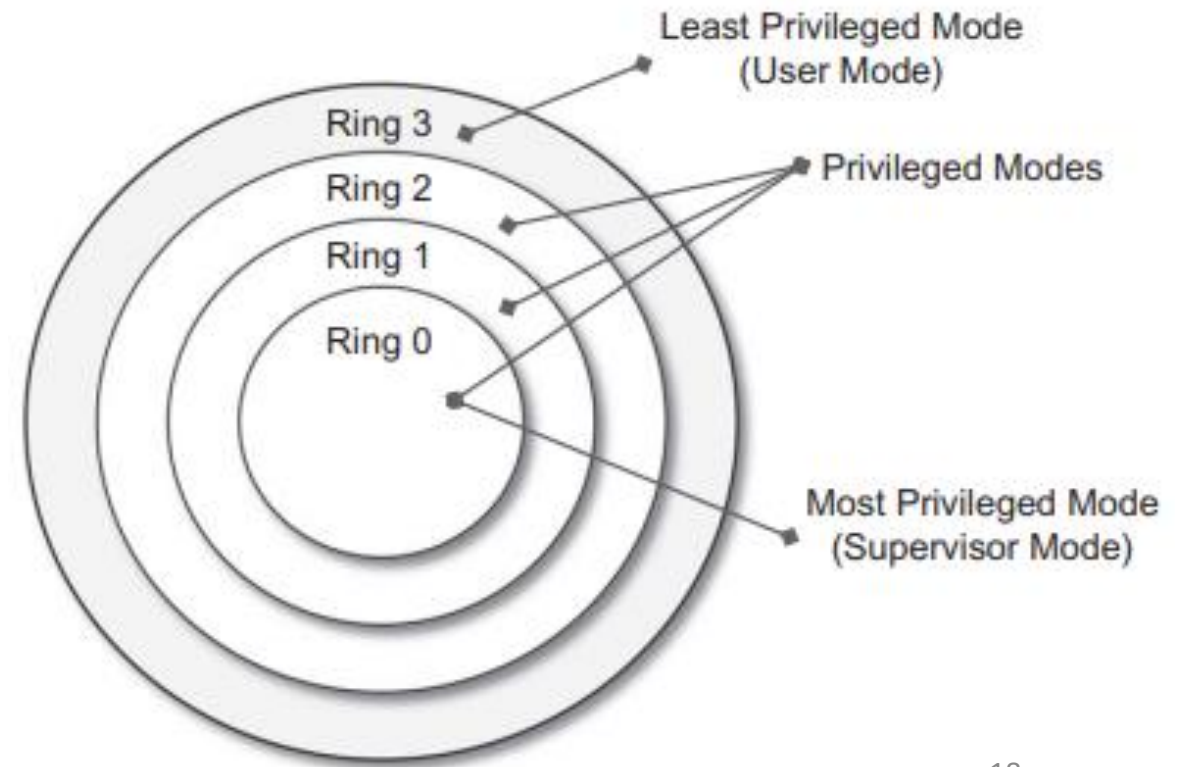 Least Privileged Mode
(User Mode)
Ring 3
Privileged Modes
Ring 2
Ring 1
Ring 0
Most Privileged Mode
(Supervisor Mode)